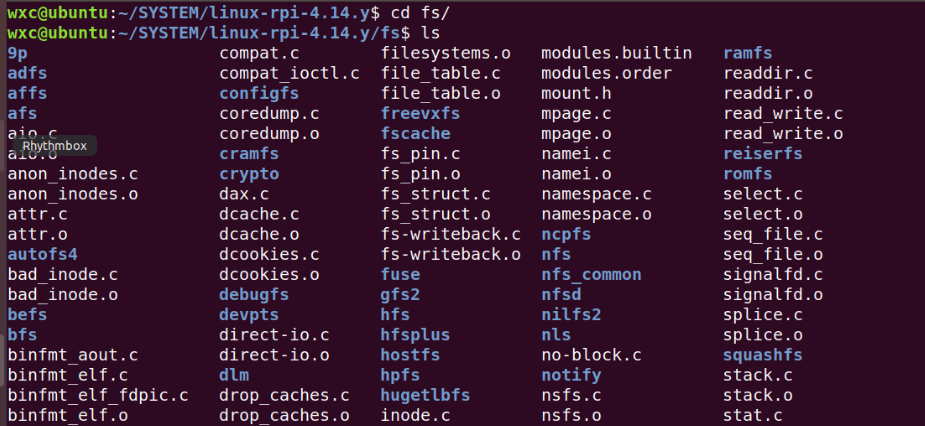 wxc@ubuntu:~/SYSTEM/linux-rpi-4.14.y$ cd fs/
wxc@ubuntu:~/SYSTEM/linux-rpi-4.14.y/fs$ ls
9p compat.c filesystems.o modules.builtin ramfs
adfs compat_ioctl.c file_table.c modules.order readdir.c
affs configfs file_table.o mount.h readdir.o
afs coredump.c freevxfs mpage.c read_write.c
aio.c coredump.o fscache mpage.o read_write.o
Rhythmbox
aio.o cramfs fs_pin.c namei.c reiserfs
anon_inodes.c crypto fs_pin.o namei.o romfs
anon_inodes.o dax.c fs_struct.c namespace.c select.c
attr.c dcache.c fs_struct.o namespace.o select.o
attr.o dcache.o fs-writeback.c ncpfs seq_file.c
autofs4 dcookies.c fs-writeback.o nfs seq_file.o
bad_inode.c dcookies.o fuse nfs_common signalfd.c
bad_inode.o debugfs gfs2 nfsd signalfd.o
befs devpts hfs nilfs2 splice.c
bfs direct-io.c hfsplus nls splice.o
binfmt_aout.c direct-io.o hostfs no-block.c squashfs
binfmt_elf.c dlm hpfs notify stack.c
binfmt_elf_fdpic.c drop_caches.c hugetlbfs nsfs.c stack.o
binfmt_elf.o drop_caches.o inode.c nsfs.o stat.c